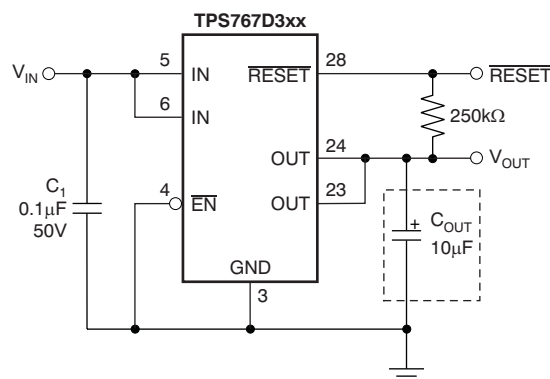 TPS767D3xx
V_IN
5
IN
RESET
28
RESET
6
IN
250kΩ
OUT
24
V_OUT
C_1
0.1μF
50V
4
EN
OUT
23
+
C_OUT
10μF
GND
3